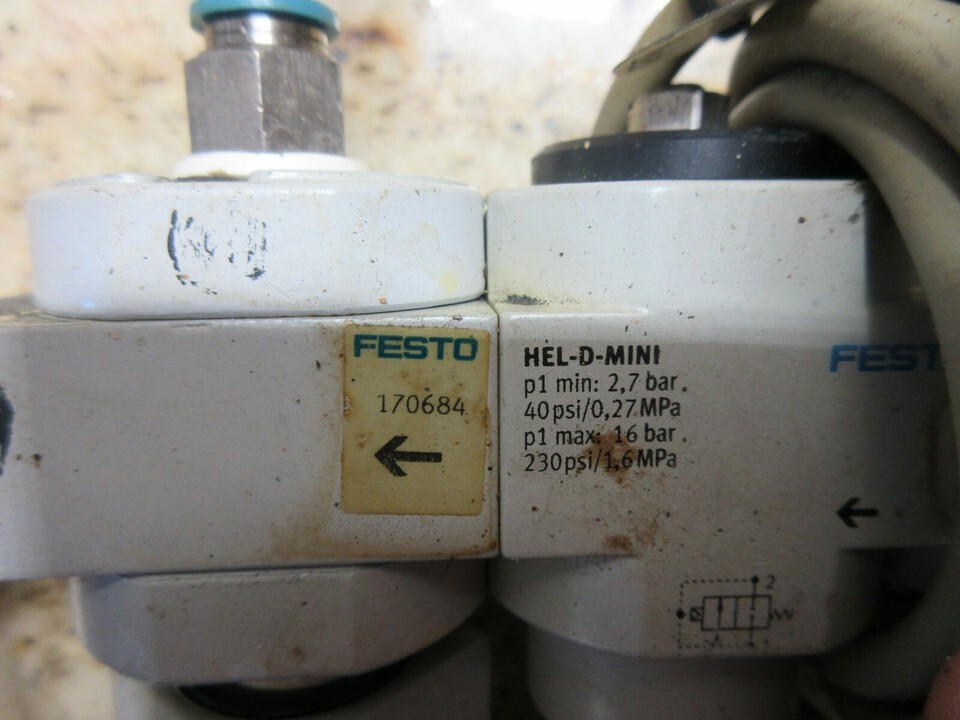 FESTO
170684
HEL-D-MINI
p1 min: 2,7 bar.
40psi/0,27MPa
p1 max: 16 bar.
230psi/1,6MPa
FEST
2